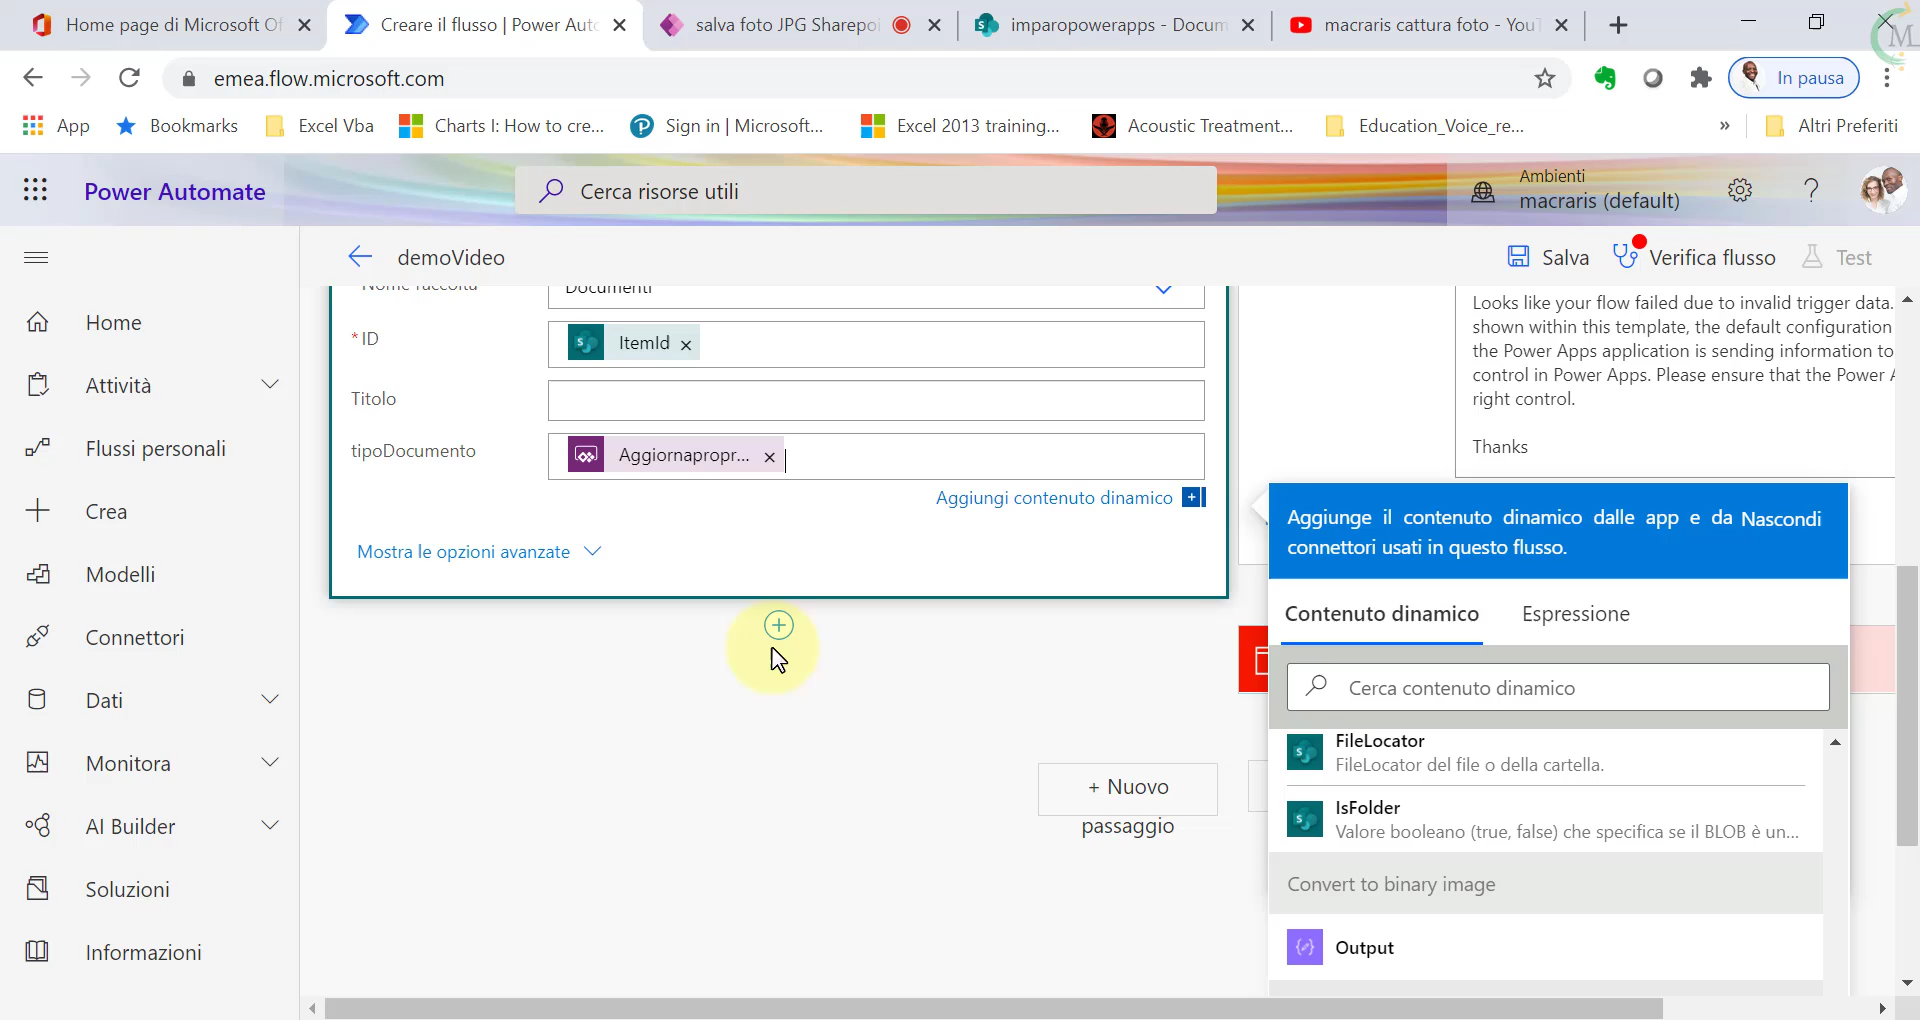 Home page di Microsoft Of
Creare il flusso | Power Auto
salva foto JPG Sharepoi
imparopowerapps - Docum
macraris cattura foto - YouT
emea.flow.microsoft.com
In pausa
App
Bookmarks
Excel Vba
Charts I: How to cre...
Sign in | Microsoft...
Excel 2013 training...
Acoustic Treatment...
Education_Voice_re...
»
Altri Preferiti
Power Automate
Cerca risorse utili
Ambienti
macraris (default)
demoVideo
Salva
Verifica flusso
Test
Home
Attività
Flussi personali
Crea
Modelli
Connettori
Dati
Monitora
AI Builder
Soluzioni
Informazioni
Nome raccolta
Documenti
* ID
ItemId
Titolo
tipoDocumento
Aggiornapropr...
Aggiungi contenuto dinamico
Mostra le opzioni avanzate
+ Nuovo
passaggio
Looks like your flow failed due to invalid trigger data.
shown within this template, the default configuration
the Power Apps application is sending information to
control in Power Apps. Please ensure that the Power A
right control.
Thanks
Aggiunge il contenuto dinamico dalle app e da
connettori usati in questo flusso.
Nascondi
Contenuto dinamico
Espressione
Cerca contenuto dinamico
FileLocator
FileLocator del file o della cartella.
IsFolder
Valore booleano (true, false) che specifica se il BLOB è un...
Convert to binary image
Output